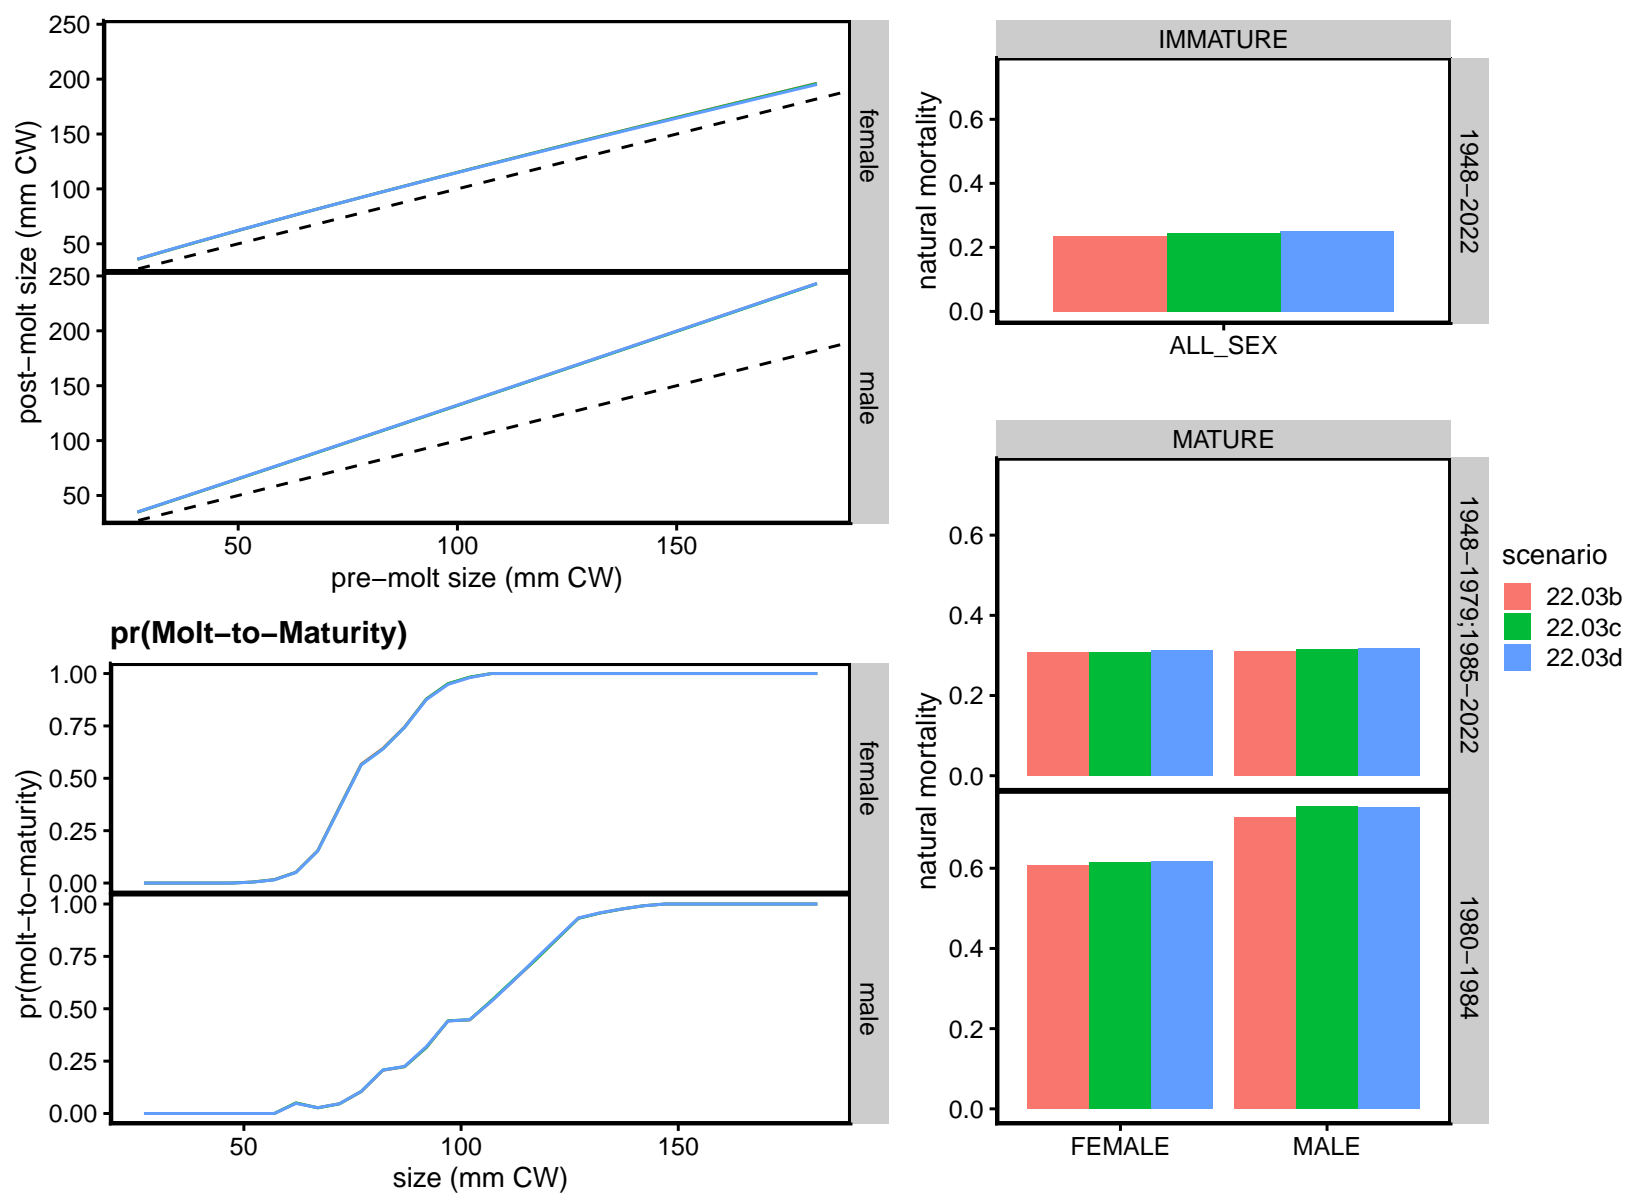 250
200
150
100
50
female
250
200
150
100
50
male
post−molt size (mm CW)
50
100
150
pre−molt size (mm CW)
pr(Molt−to−Maturity)
1.00
0.75
0.50
0.25
0.00
female
1.00
0.75
0.50
0.25
0.00
male
pr(molt−to−maturity)
50
100
150
size (mm CW)
IMMATURE
0.6
0.4
0.2
0.0
natural mortality
1948−2022
ALL_SEX
MATURE
0.6
0.4
0.2
0.0
1948−1979;1985−2022
natural mortality
0.6
0.4
0.2
0.0
1980−1984
FEMALE
MALE
scenario
22.03b
22.03c
22.03d